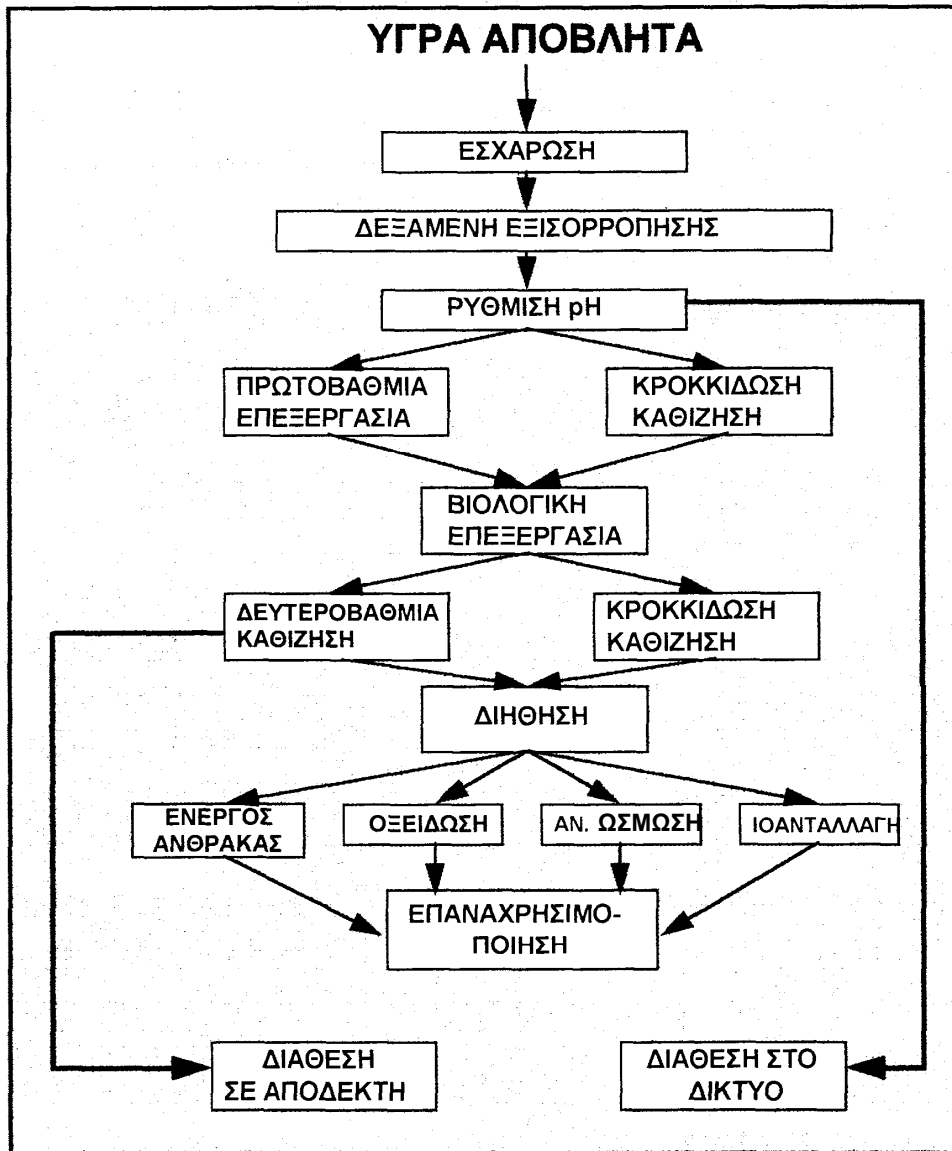 ΥΓΡΑ ΑΠΟΒΛΗΤΑ
ΕΣΧΑΡΩΣΗ
ΔΕΞΑΜΕΝΗ ΕΞΙΣΟΡΡΟΠΗΣΗΣ
ΡΥΘΜΙΣΗ pH
ΠΡΩΤΟΒΑΘΜΙΑ
ΕΠΕΞΕΡΓΑΣΙΑ
ΚΡΟΚΚΙΔΩΣΗ
ΚΑΘΙΖΗΣΗ
ΒΙΟΛΟΓΙΚΗ
ΕΠΕΞΕΡΓΑΣΙΑ
ΔΕΥΤΕΡΟΒΑΘΜΙΑ
ΚΑΘΙΖΗΣΗ
ΚΡΟΚΚΙΔΩΣΗ
ΚΑΘΙΖΗΣΗ
ΔΙΗΘΗΣΗ
ΕΝΕΡΓΟΣ
ΑΝΘΡΑΚΑΣ
ΟΞΕΙΔΩΣΗ
ΑΝ. ΩΣΜΩΣΗ
ΙΟΑΝΤΑΛΛΑΓΗ
ΕΠΑΝΑΧΡΗΣΙΜΟ-
ΠΟΙΗΣΗ
ΔΙΑΘΕΣΗ
ΣΕ ΑΠΟΔΕΚΤΗ
ΔΙΑΘΕΣΗ ΣΤΟ
ΔΙΚΤΥΟ